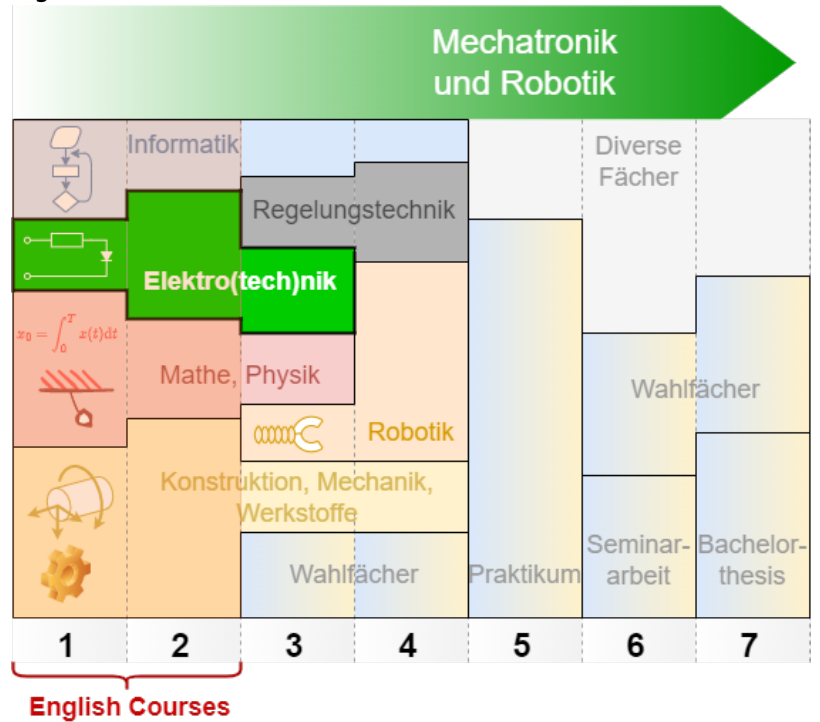 Mechatronik
und Robotik
Informatik
Diverse
Fächer
Regelungstechnik
Elektro(tech)nik
x₀ = ∫₀ᵀ x(t)dt
Mathe, Physik
Wahlfächer
Robotik
Konstruktion, Mechanik,
Werkstoffe
Wahlfächer
Praktikum
Seminar-
arbeit
Bachelor-
thesis
1 2 3 4 5 6 7
English Courses